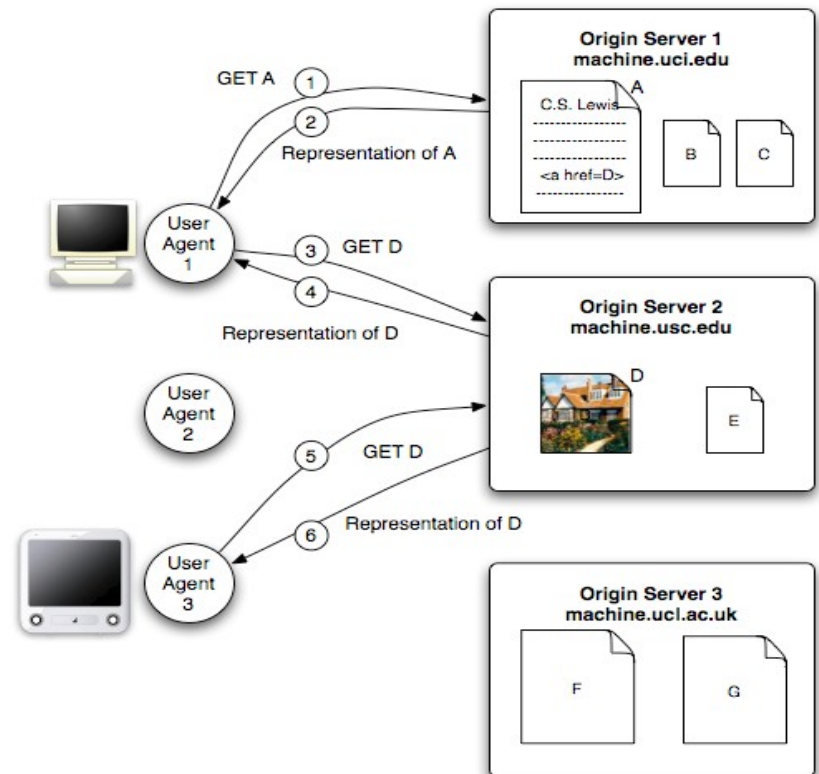 Origin Server 1
machine.uci.edu
GET A
1
A
C.S. Lewis
2
Representation of A
B
C
<a href=D>
User
Agent
1
3
GET D
4
Representation of D
Origin Server 2
machine.usc.edu
D
E
User
Agent
2
5
GET D
6
Representation of D
User
Agent
3
Origin Server 3
machine.ucl.ac.uk
F
G